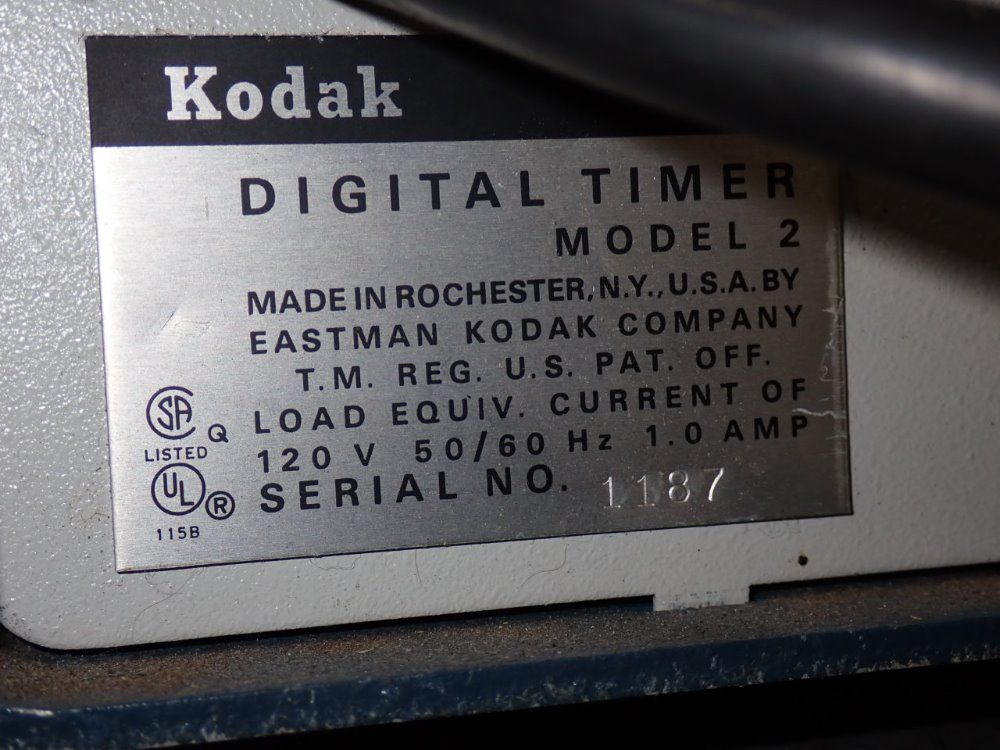 Kodak
DIGITAL TIMER
MODEL 2
MADE IN ROCHESTER, N.Y., U.S.A. BY
EASTMAN KODAK COMPANY
T.M. REG. U.S. PAT. OFF.
LOAD EQUIV. CURRENT OF
120 V 50/60 Hz 1.0 AMP
SERIAL NO. 1187
SA Q
LISTED
UL ®
115B